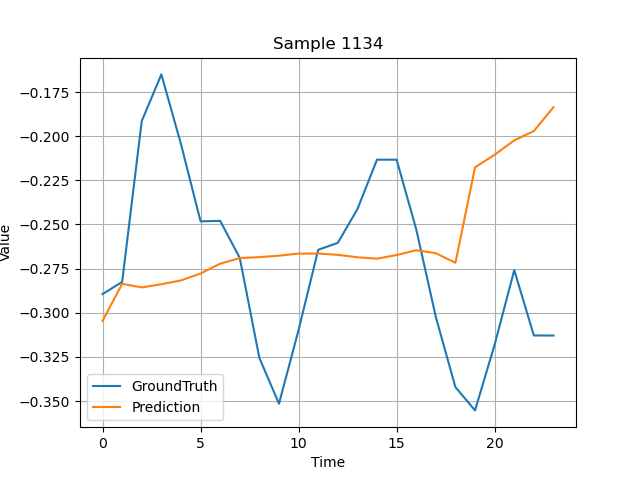 Sample 1134
−0.175
−0.200
−0.225
−0.250
−0.275
−0.300
−0.325
−0.350
Value
GroundTruth
Prediction
0 5 10 15 20
Time